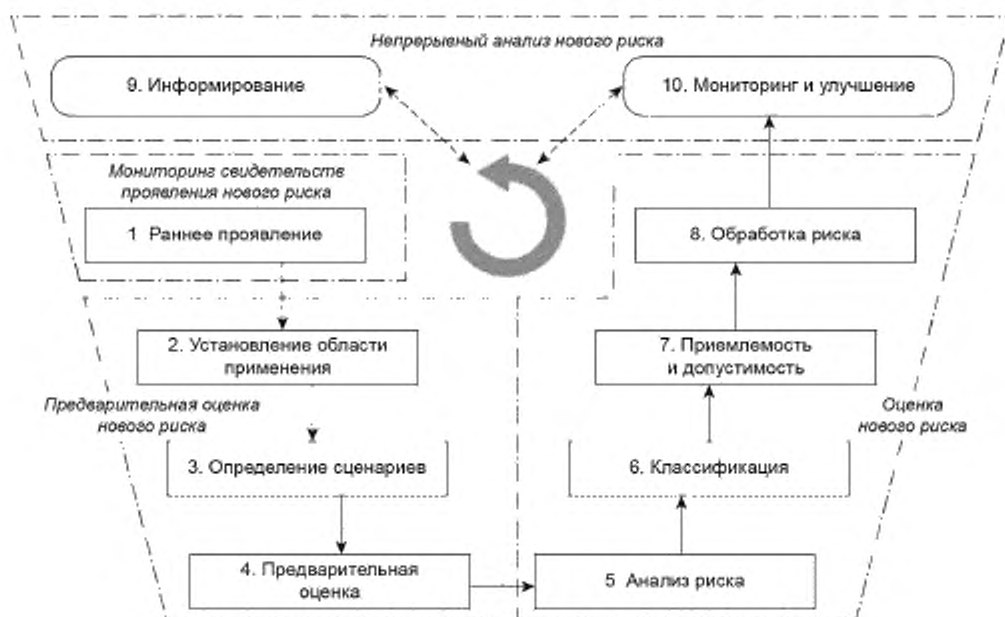 Непрерывный анализ нового риска
9. Информирование
10. Мониторинг и улучшение
Мониторинг свидетельств
проявления нового риска
1 Раннее проявление
8. Обработка риска
2. Установление области
применения
7. Приемлемость
и допустимость
Предварительная оценка
нового риска
Оценка
нового риска
3. Определение сценариев
6. Классификация
4. Предварительная
оценка
5 Анализ риска